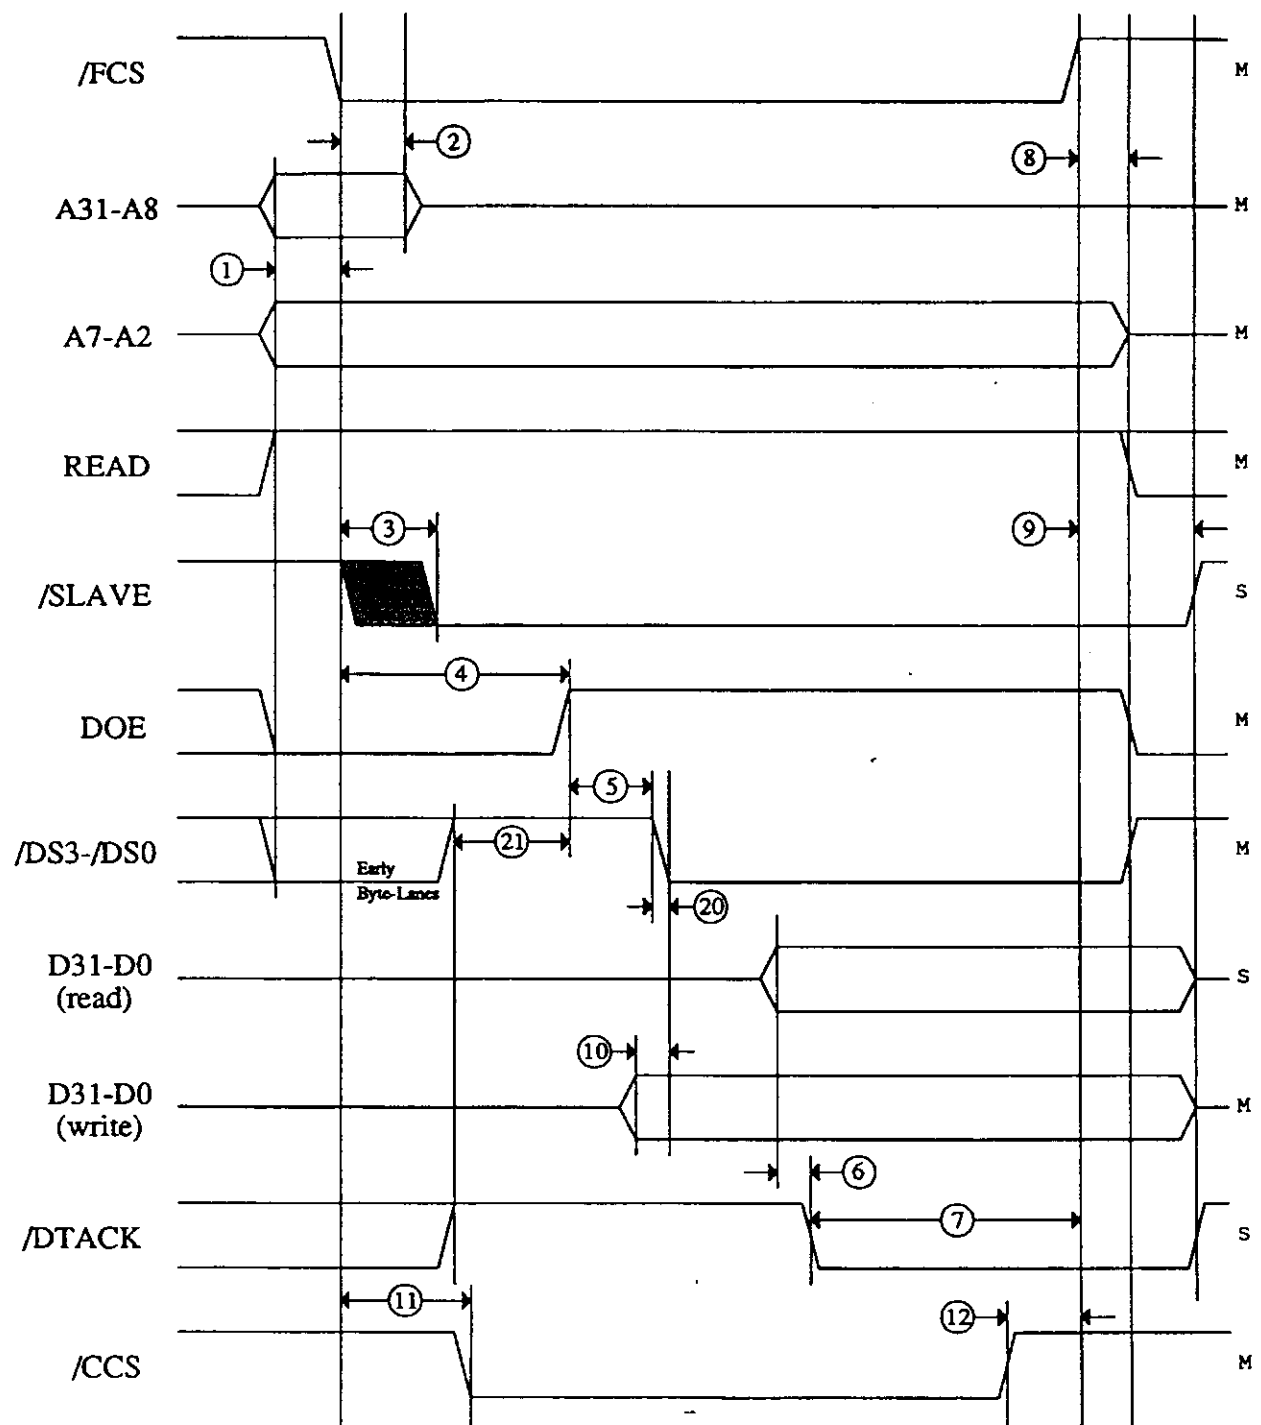 /FCS M
② ⑧
A31-A8 M
①
A7-A2 M
READ M
③ ⑨
/SLAVE S
④
DOE M
⑤
/DS3-/DS0 ㉑ M
Early
Byte-Lanes
⑳
D31-D0 S
(read)
⑩
D31-D0 M
(write)
⑥
/DTACK ⑦ S
⑪ ⑫
/CCS M